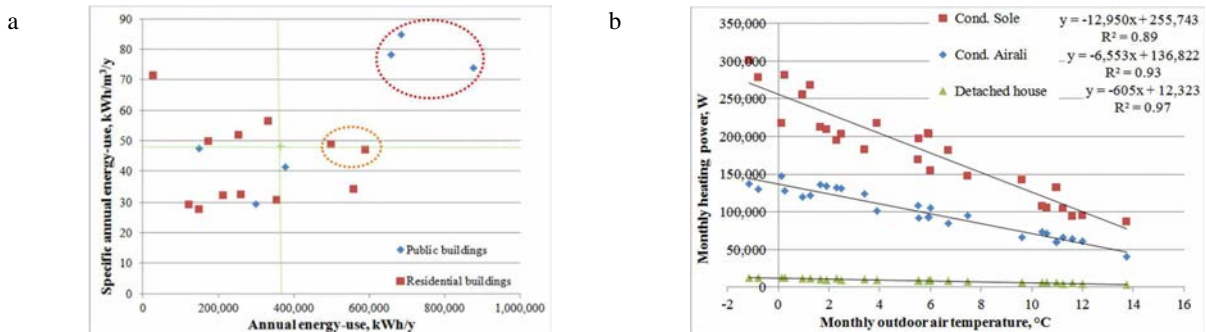 a
90
80
70
60
50
40
30
20
10
0
Specific annual energy-use, kWh/m³/y
Public buildings
Residential buildings
0
200,000
400,000
600,000
800,000
1,000,000
Annual energy-use, kWh/y
b
350,000
300,000
250,000
200,000
150,000
100,000
50,000
0
Monthly heating power, W
Cond. Sole
y = -12,950x + 255,743
R² = 0.89
Cond. Airali
y = -6,553x + 136,822
R² = 0.93
Detached house
y = -605x + 12,323
R² = 0.97
-2
0
2
4
6
8
10
12
14
16
Monthly outdoor air temperature, °C